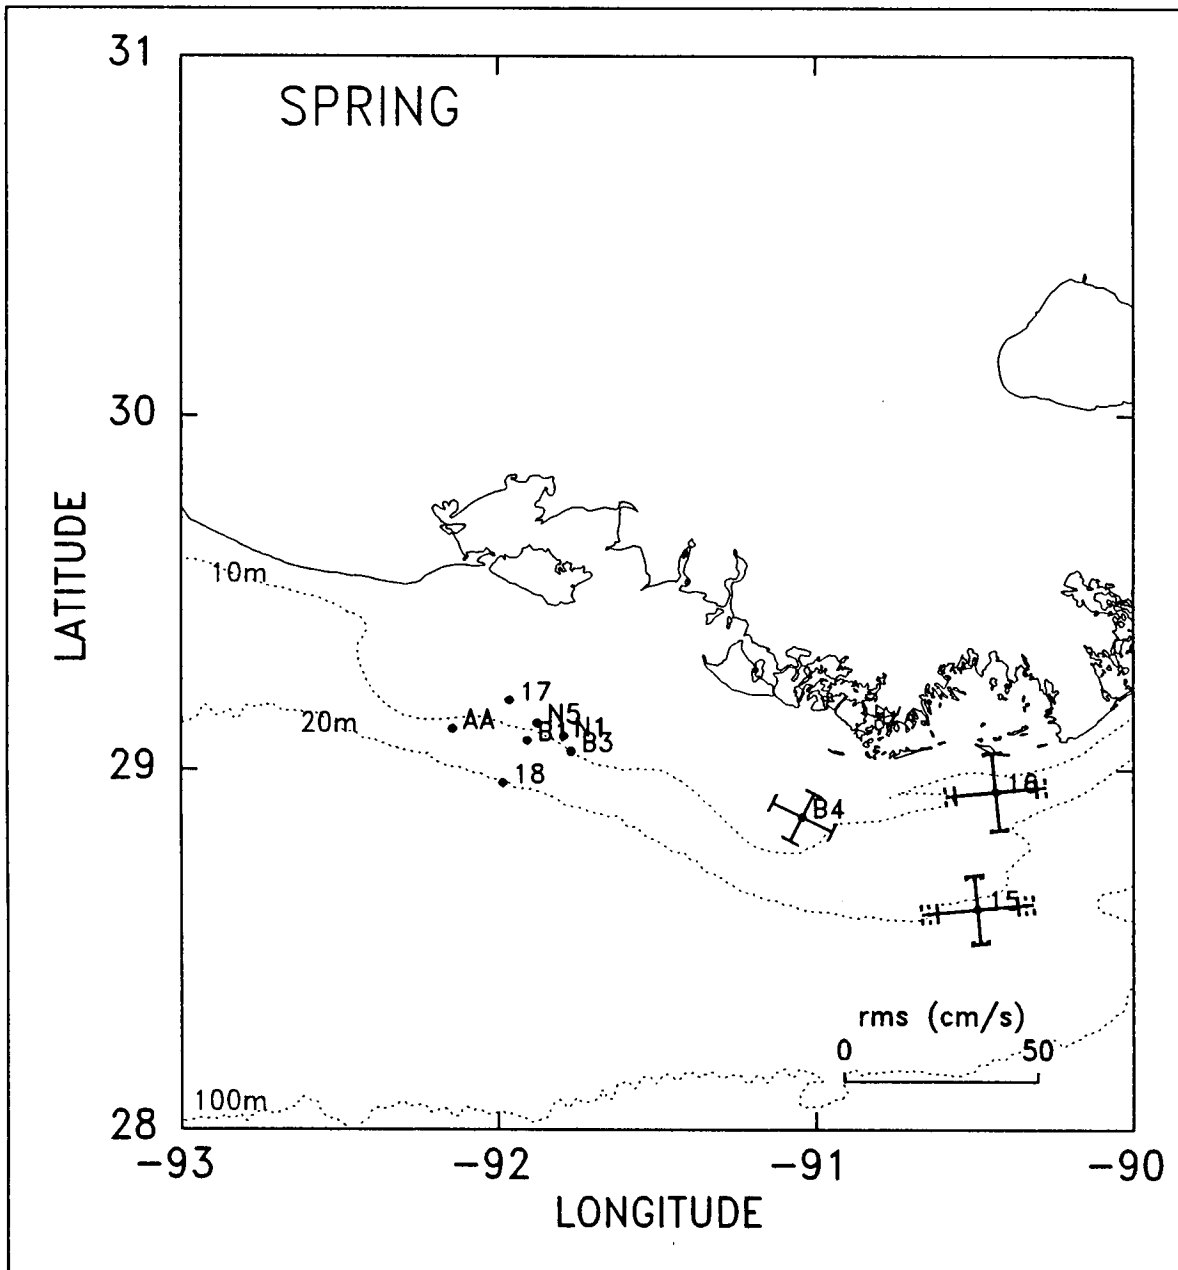 31
SPRING
30
LATITUDE
10m
17
20m
AA
N5
B1
N1
B3
29
18
16
B4
15
rms (cm/s)
0 50
100m
28
-93 -92 -91 -90
LONGITUDE